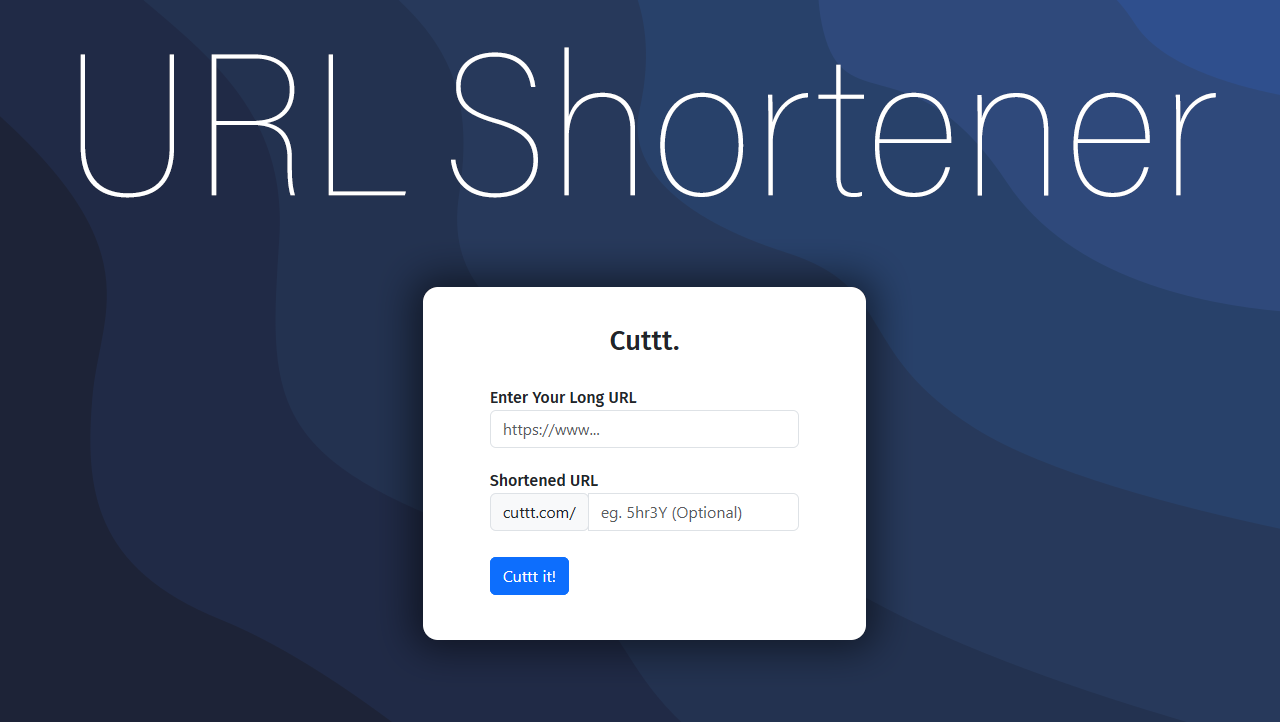 URL Shortener
Cuttt.
Enter Your Long URL
https://www...
Shortened URL
cuttt.com/ eg. 5hr3Y (Optional)
Cuttt it!